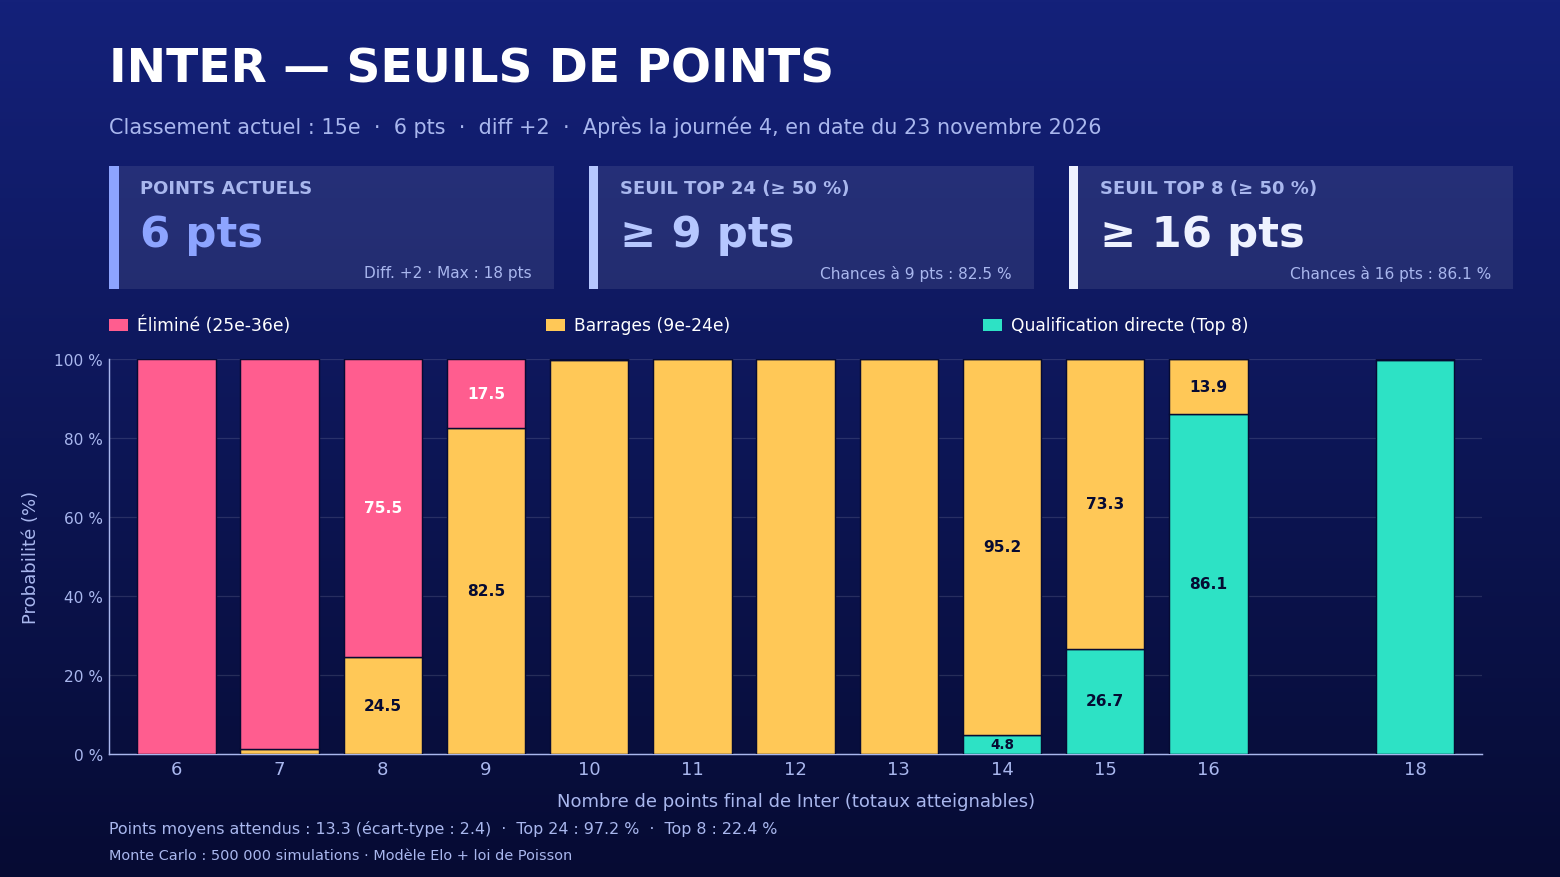 INTER — SEUILS DE POINTS
Classement actuel : 15e · 6 pts · diff +2 · Après la journée 4, en date du 23 novembre 2026
POINTS ACTUELS
6 pts
Diff. +2 · Max : 18 pts
SEUIL TOP 24 (≥ 50 %)
≥ 9 pts
Chances à 9 pts : 82.5 %
SEUIL TOP 8 (≥ 50 %)
≥ 16 pts
Chances à 16 pts : 86.1 %
Éliminé (25e-36e)
Barrages (9e-24e)
Qualification directe (Top 8)
Probabilité (%)
100 %
80 %
60 %
40 %
20 %
0 %
75.5
24.5
17.5
82.5
95.2
4.8
73.3
26.7
13.9
86.1
6 7 8 9 10 11 12 13 14 15 16 18
Nombre de points final de Inter (totaux atteignables)
Points moyens attendus : 13.3 (écart-type : 2.4) · Top 24 : 97.2 % · Top 8 : 22.4 %
Monte Carlo : 500 000 simulations · Modèle Elo + loi de Poisson